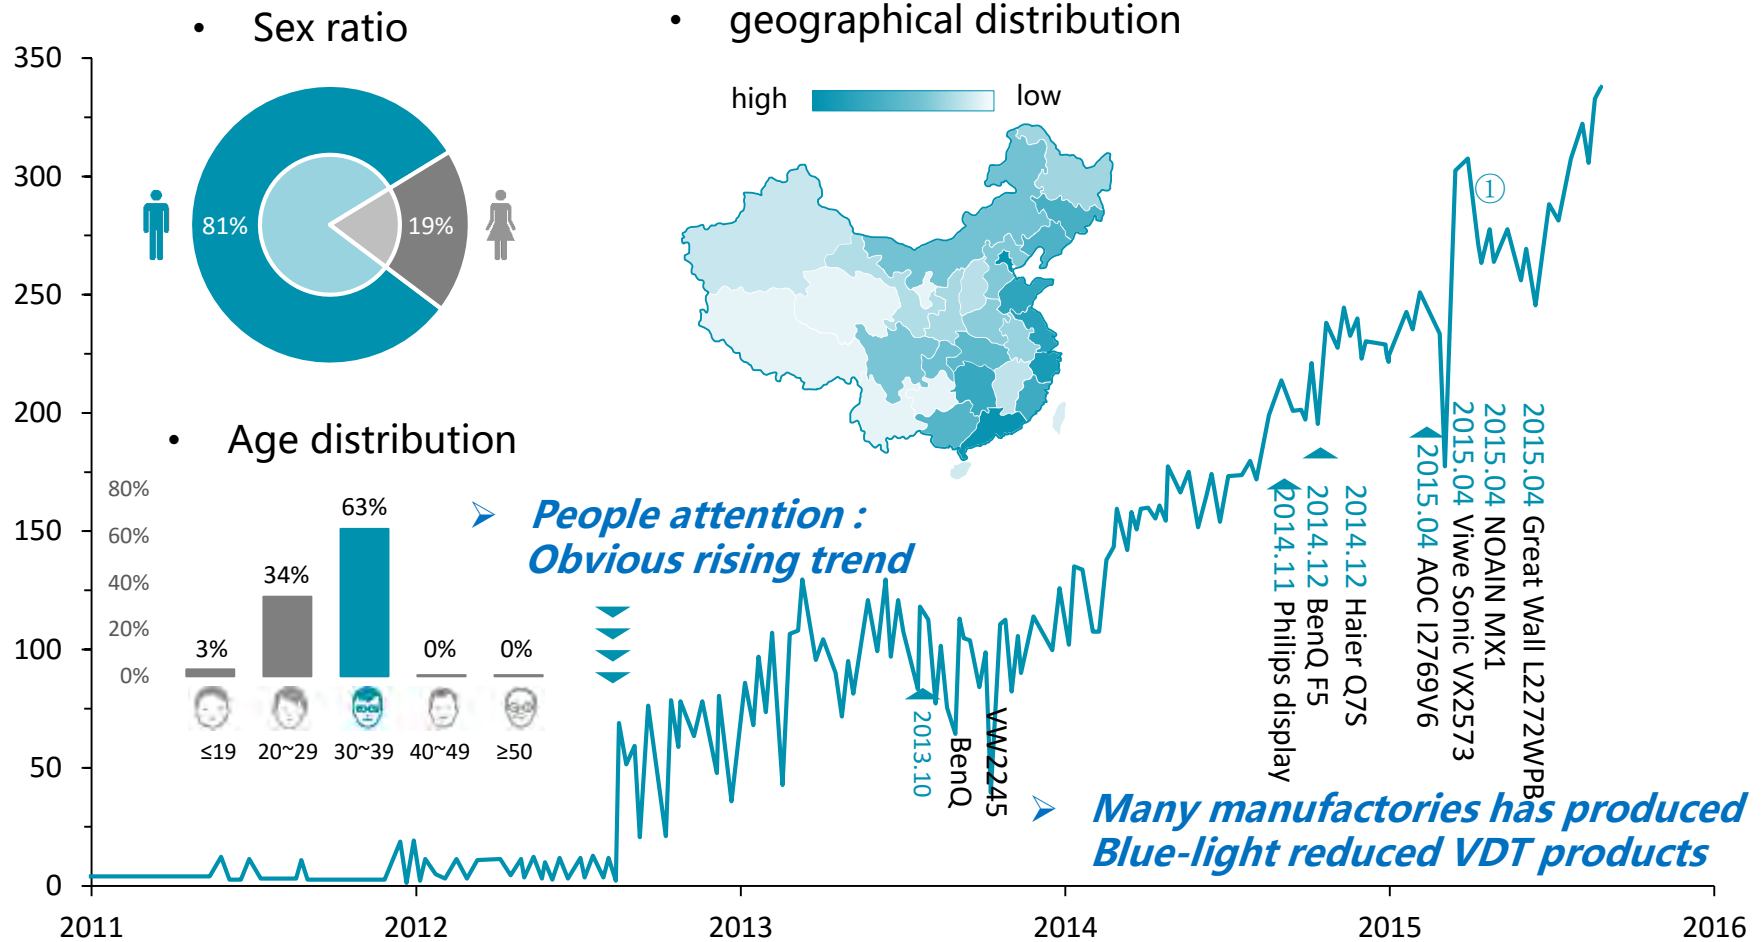 • Sex ratio
• geographical distribution
high low
81%
19%
350
300
250
200
150
100
50
0
①
• Age distribution
80%
60%
40%
20%
0%
3%
34%
63%
0%
0%
≤19 20~29 30~39 40~49 ≥50
➢ People attention :
Obvious rising trend
2013.10
BenQ
VW2245
2014.11 Philips display
2014.12 BenQ F5
2014.12 Haier Q7S
2015.04 AOC I2769V6
2015.04 Viwe Sonic VX2573
2015.04 NOAIN MX1
2015.04 Great Wall L2272WPB
➢ Many manufactories has produced
Blue-light reduced VDT products
2011 2012 2013 2014 2015 2016